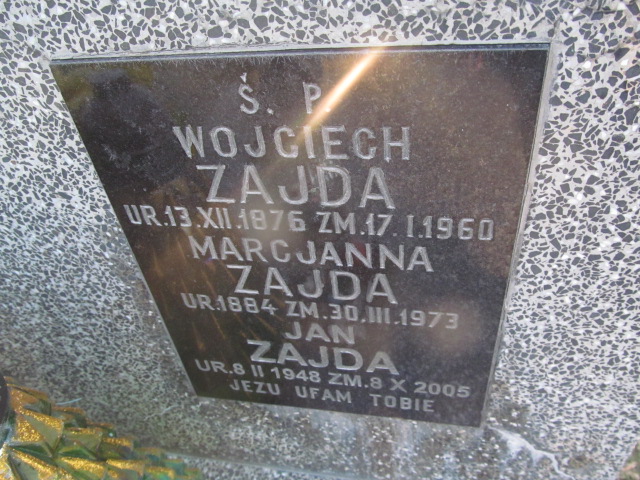 Ś. P.
WOJCIECH
ZAJDA
UR.13.XII.1876 ZM.17.I.1960
MARCJANNA
ZAJDA
UR.1884 ZM.30.III.1973
JAN
ZAJDA
UR.8 II 1948 ZM.8 X 2005
JEZU UFAM TOBIE